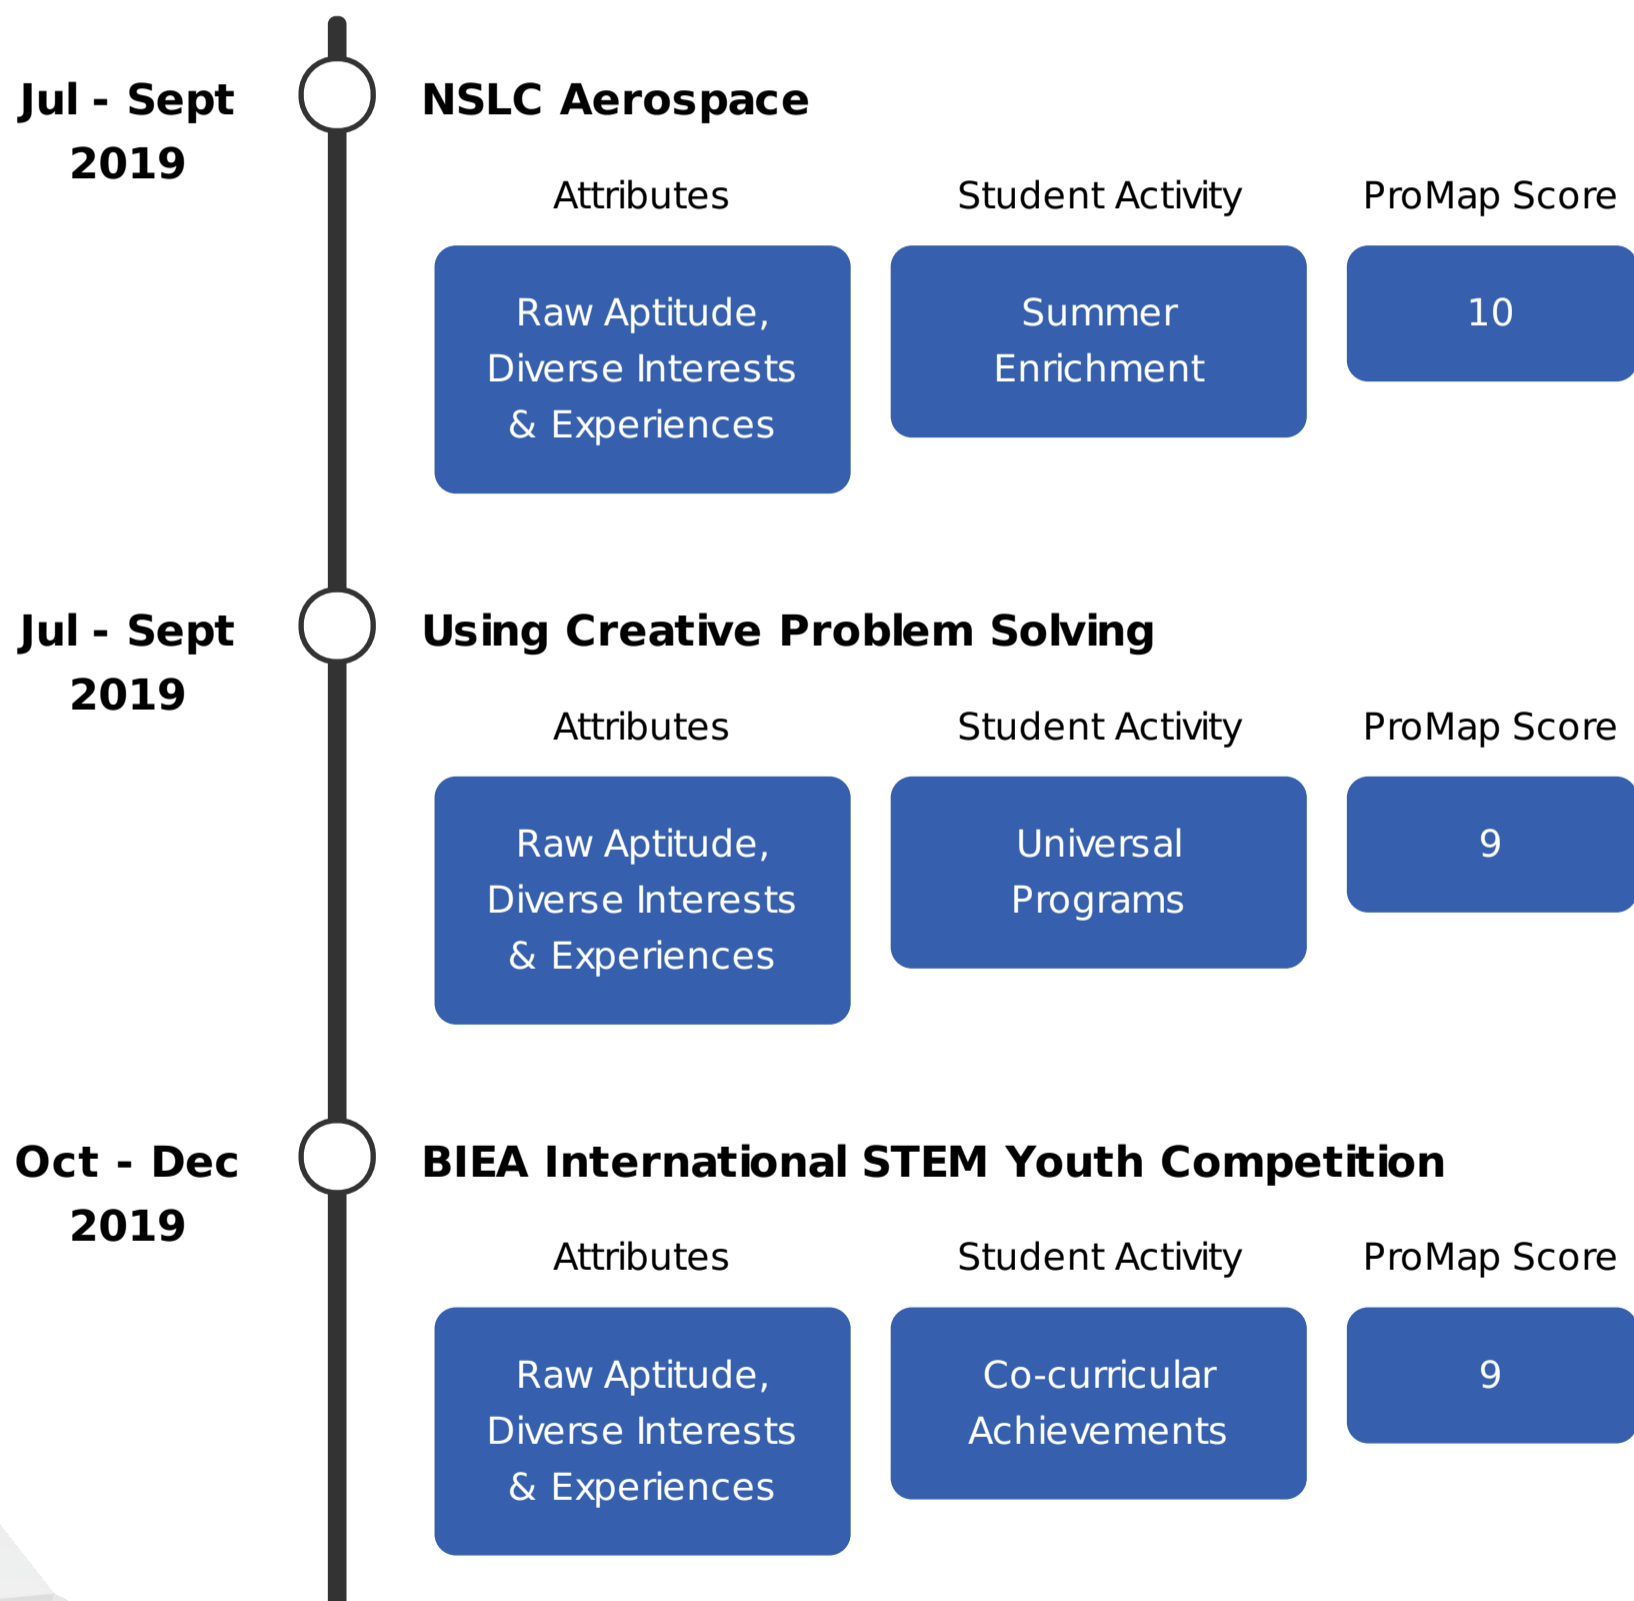 Jul - Sept
2019
NSLC Aerospace
Attributes
Student Activity
ProMap Score
Raw Aptitude,
Diverse Interests
& Experiences
Summer
Enrichment
10
Jul - Sept
2019
Using Creative Problem Solving
Attributes
Student Activity
ProMap Score
Raw Aptitude,
Diverse Interests
& Experiences
Universal
Programs
9
Oct - Dec
2019
BIEA International STEM Youth Competition
Attributes
Student Activity
ProMap Score
Raw Aptitude,
Diverse Interests
& Experiences
Co-curricular
Achievements
9